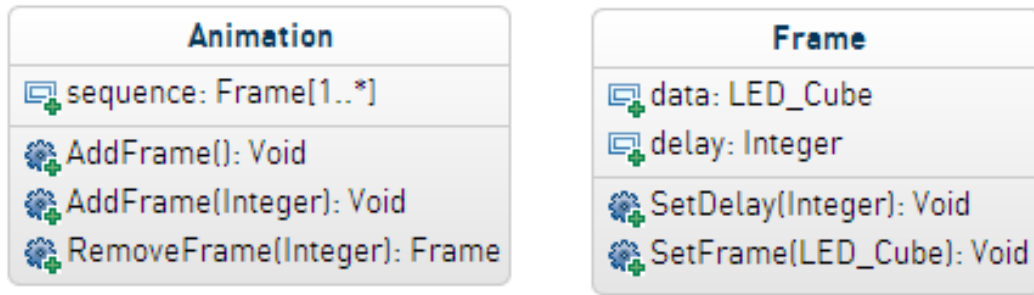 Animation
sequence: Frame[1..*]
AddFrame(): Void
AddFrame(Integer): Void
RemoveFrame(Integer): Frame
Frame
data: LED_Cube
delay: Integer
SetDelay(Integer): Void
SetFrame(LED_Cube): Void